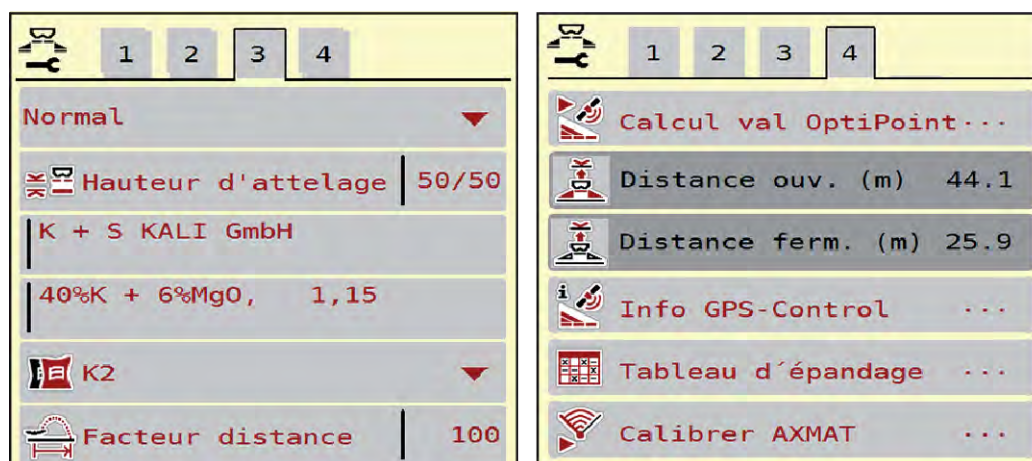 1 2 3 4
Normal
Hauteur d'attelage 50/50
K + S KALI GmbH
40%K + 6%MgO, 1,15
K2
Facteur distance 100
1 2 3 4
Calcul val OptiPoint ...
Distance ouv. (m) 44.1
Distance ferm. (m) 25.9
i
Info GPS-Control ...
Tableau d´épandage ...
Calibrer AXMAT ...